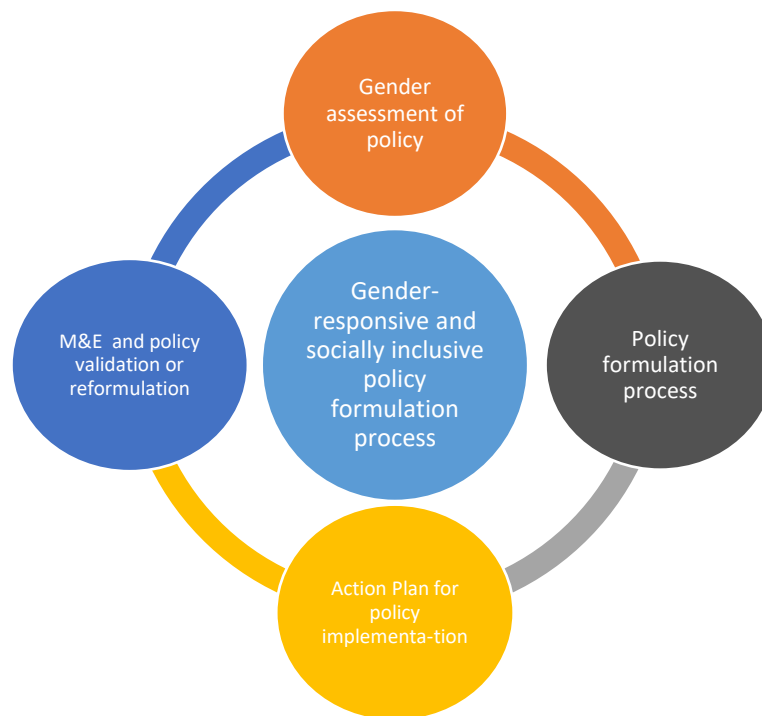 Gender
assessment of
policy
Gender-
responsive and
socially inclusive
policy
formulation
process
M&E and policy
validation or
reformulation
Policy
formulation
process
Action Plan for
policy
implementa-tion